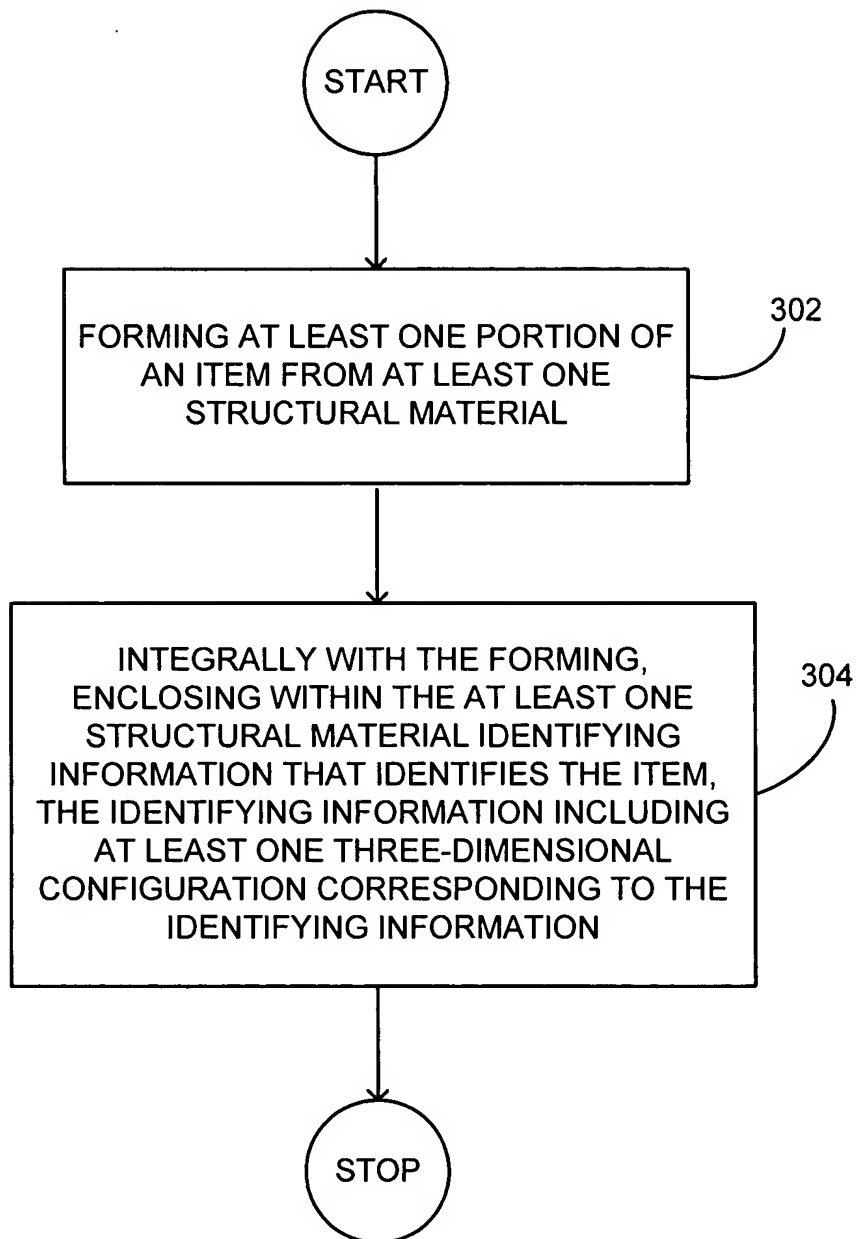 START
FORMING AT LEAST ONE PORTION OF
AN ITEM FROM AT LEAST ONE
STRUCTURAL MATERIAL
302
INTEGRALLY WITH THE FORMING,
ENCLOSING WITHIN THE AT LEAST ONE
STRUCTURAL MATERIAL IDENTIFYING
INFORMATION THAT IDENTIFIES THE ITEM,
THE IDENTIFYING INFORMATION INCLUDING
AT LEAST ONE THREE-DIMENSIONAL
CONFIGURATION CORRESPONDING TO THE
IDENTIFYING INFORMATION
304
STOP